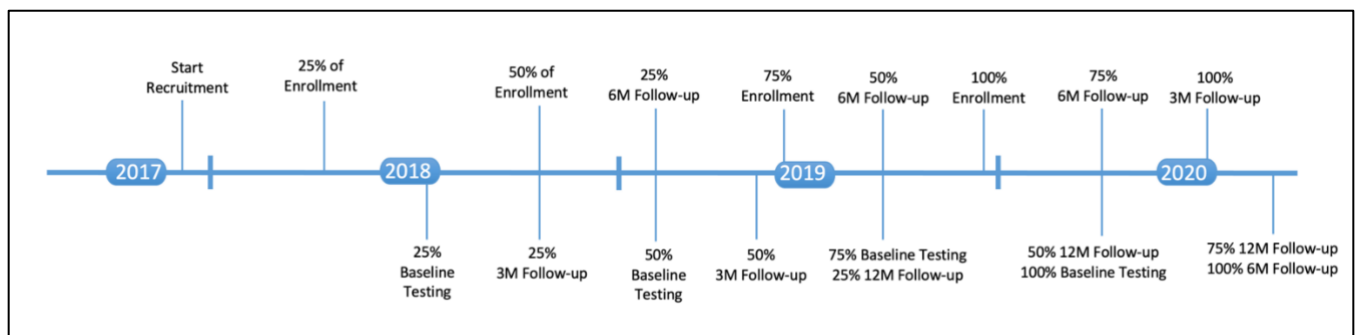 Start
Recruitment
25% of
Enrollment
50% of
Enrollment
25%
6M Follow-up
75%
Enrollment
50%
6M Follow-up
100%
Enrollment
75%
6M Follow-up
100%
3M Follow-up
2017
2018
2019
2020
25%
Baseline
Testing
25%
3M Follow-up
50%
Baseline
Testing
50%
3M Follow-up
75% Baseline Testing
25% 12M Follow-up
50% 12M Follow-up
100% Baseline Testing
75% 12M Follow-up
100% 6M Follow-up